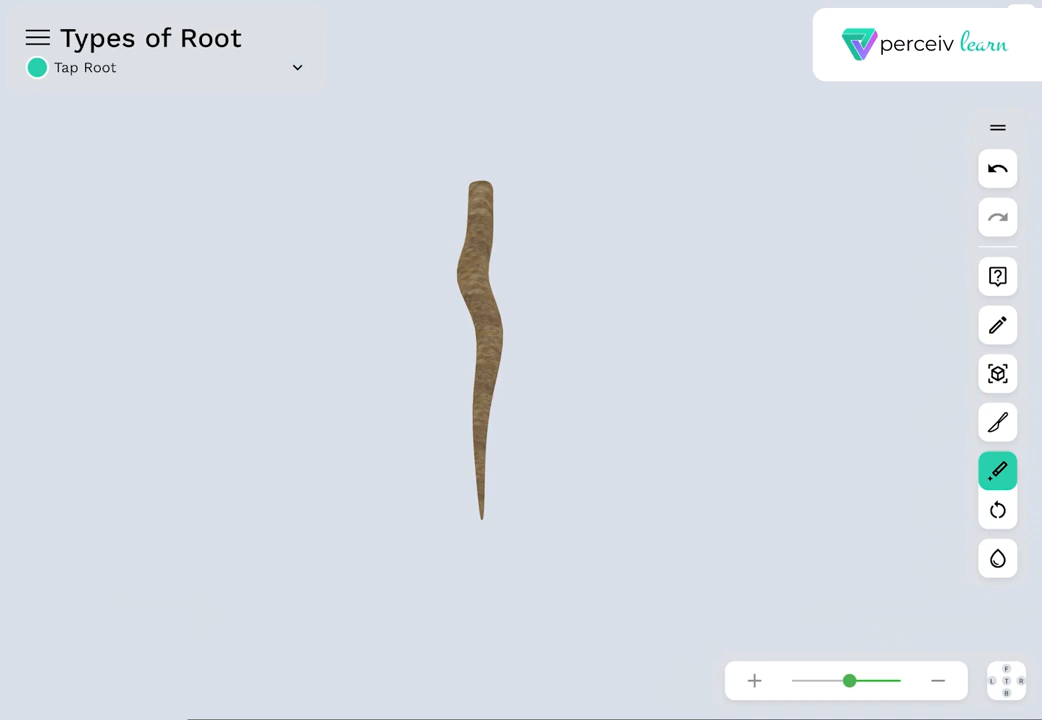 Types of Root
Tap Root
perceiv learn
F
L T R
B